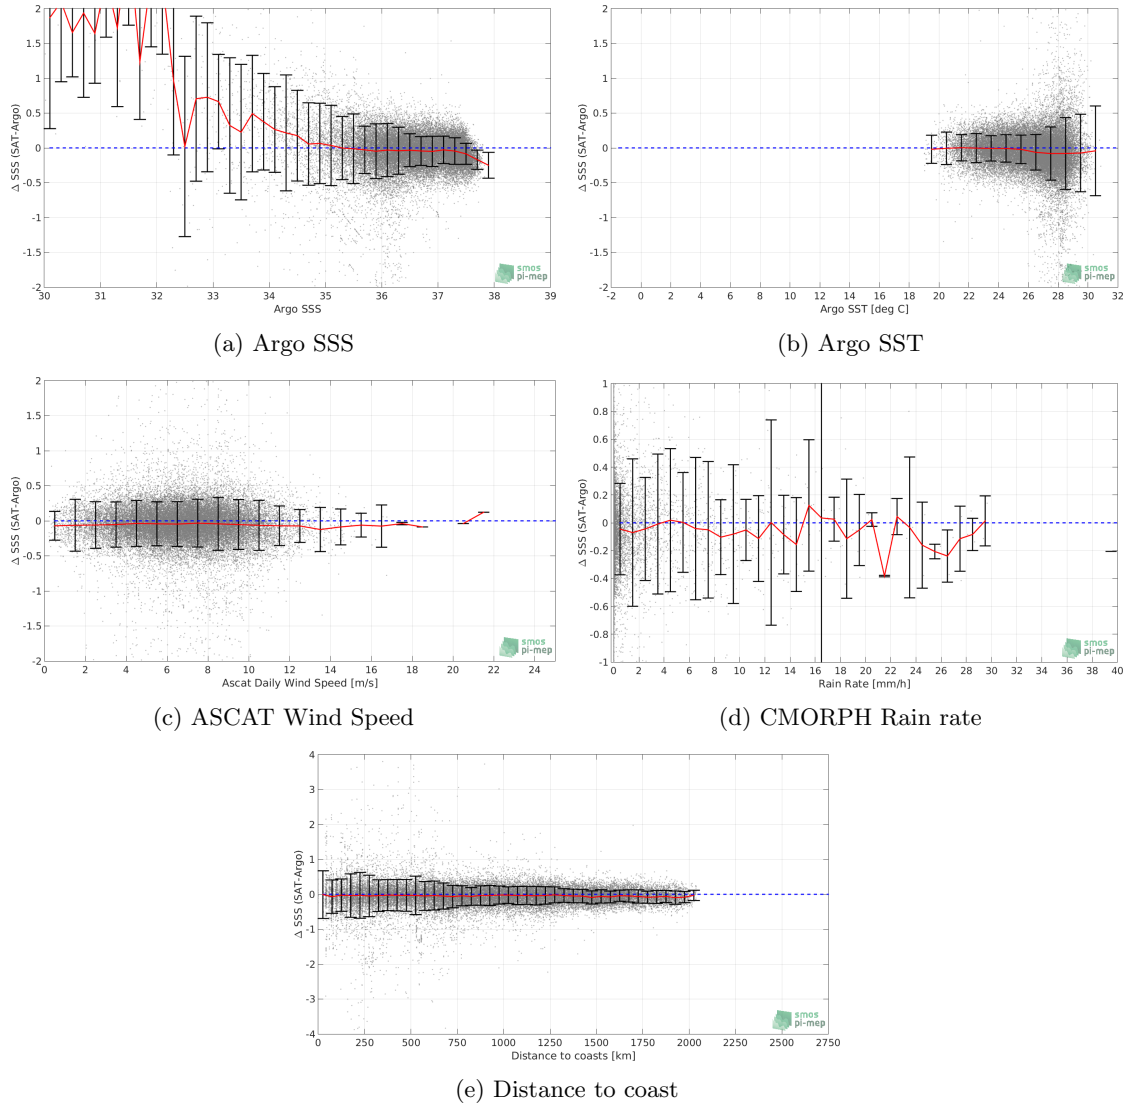 2
1.5
1
0.5
0
-0.5
-1
-1.5
-2
Δ SSS (SAT-Argo)
30 31 32 33 34 35 36 37 38 39
Argo SSS
smos
pi-mep
(a) Argo SSS
2
1.5
1
0.5
0
-0.5
-1
-1.5
-2
Δ SSS (SAT-Argo)
-2 0 2 4 6 8 10 12 14 16 18 20 22 24 26 28 30 32
Argo SST [deg C]
smos
pi-mep
(b) Argo SST
2
1.5
1
0.5
0
-0.5
-1
-1.5
-2
Δ SSS (SAT-Argo)
0 2 4 6 8 10 12 14 16 18 20 22 24
Ascat Daily Wind Speed [m/s]
smos
pi-mep
(c) ASCAT Wind Speed
1
0.8
0.6
0.4
0.2
0
-0.2
-0.4
-0.6
-0.8
-1
Δ SSS (SAT-Argo)
0 2 4 6 8 10 12 14 16 18 20 22 24 26 28 30 32 34 36 38 40
Rain Rate [mm/h]
smos
pi-mep
(d) CMORPH Rain rate
4
3
2
1
0
-1
-2
-3
-4
Δ SSS (SAT-Argo)
0 250 500 750 1000 1250 1500 1750 2000 2250 2500 2750
Distance to coasts [km]
smos
pi-mep
(e) Distance to coast